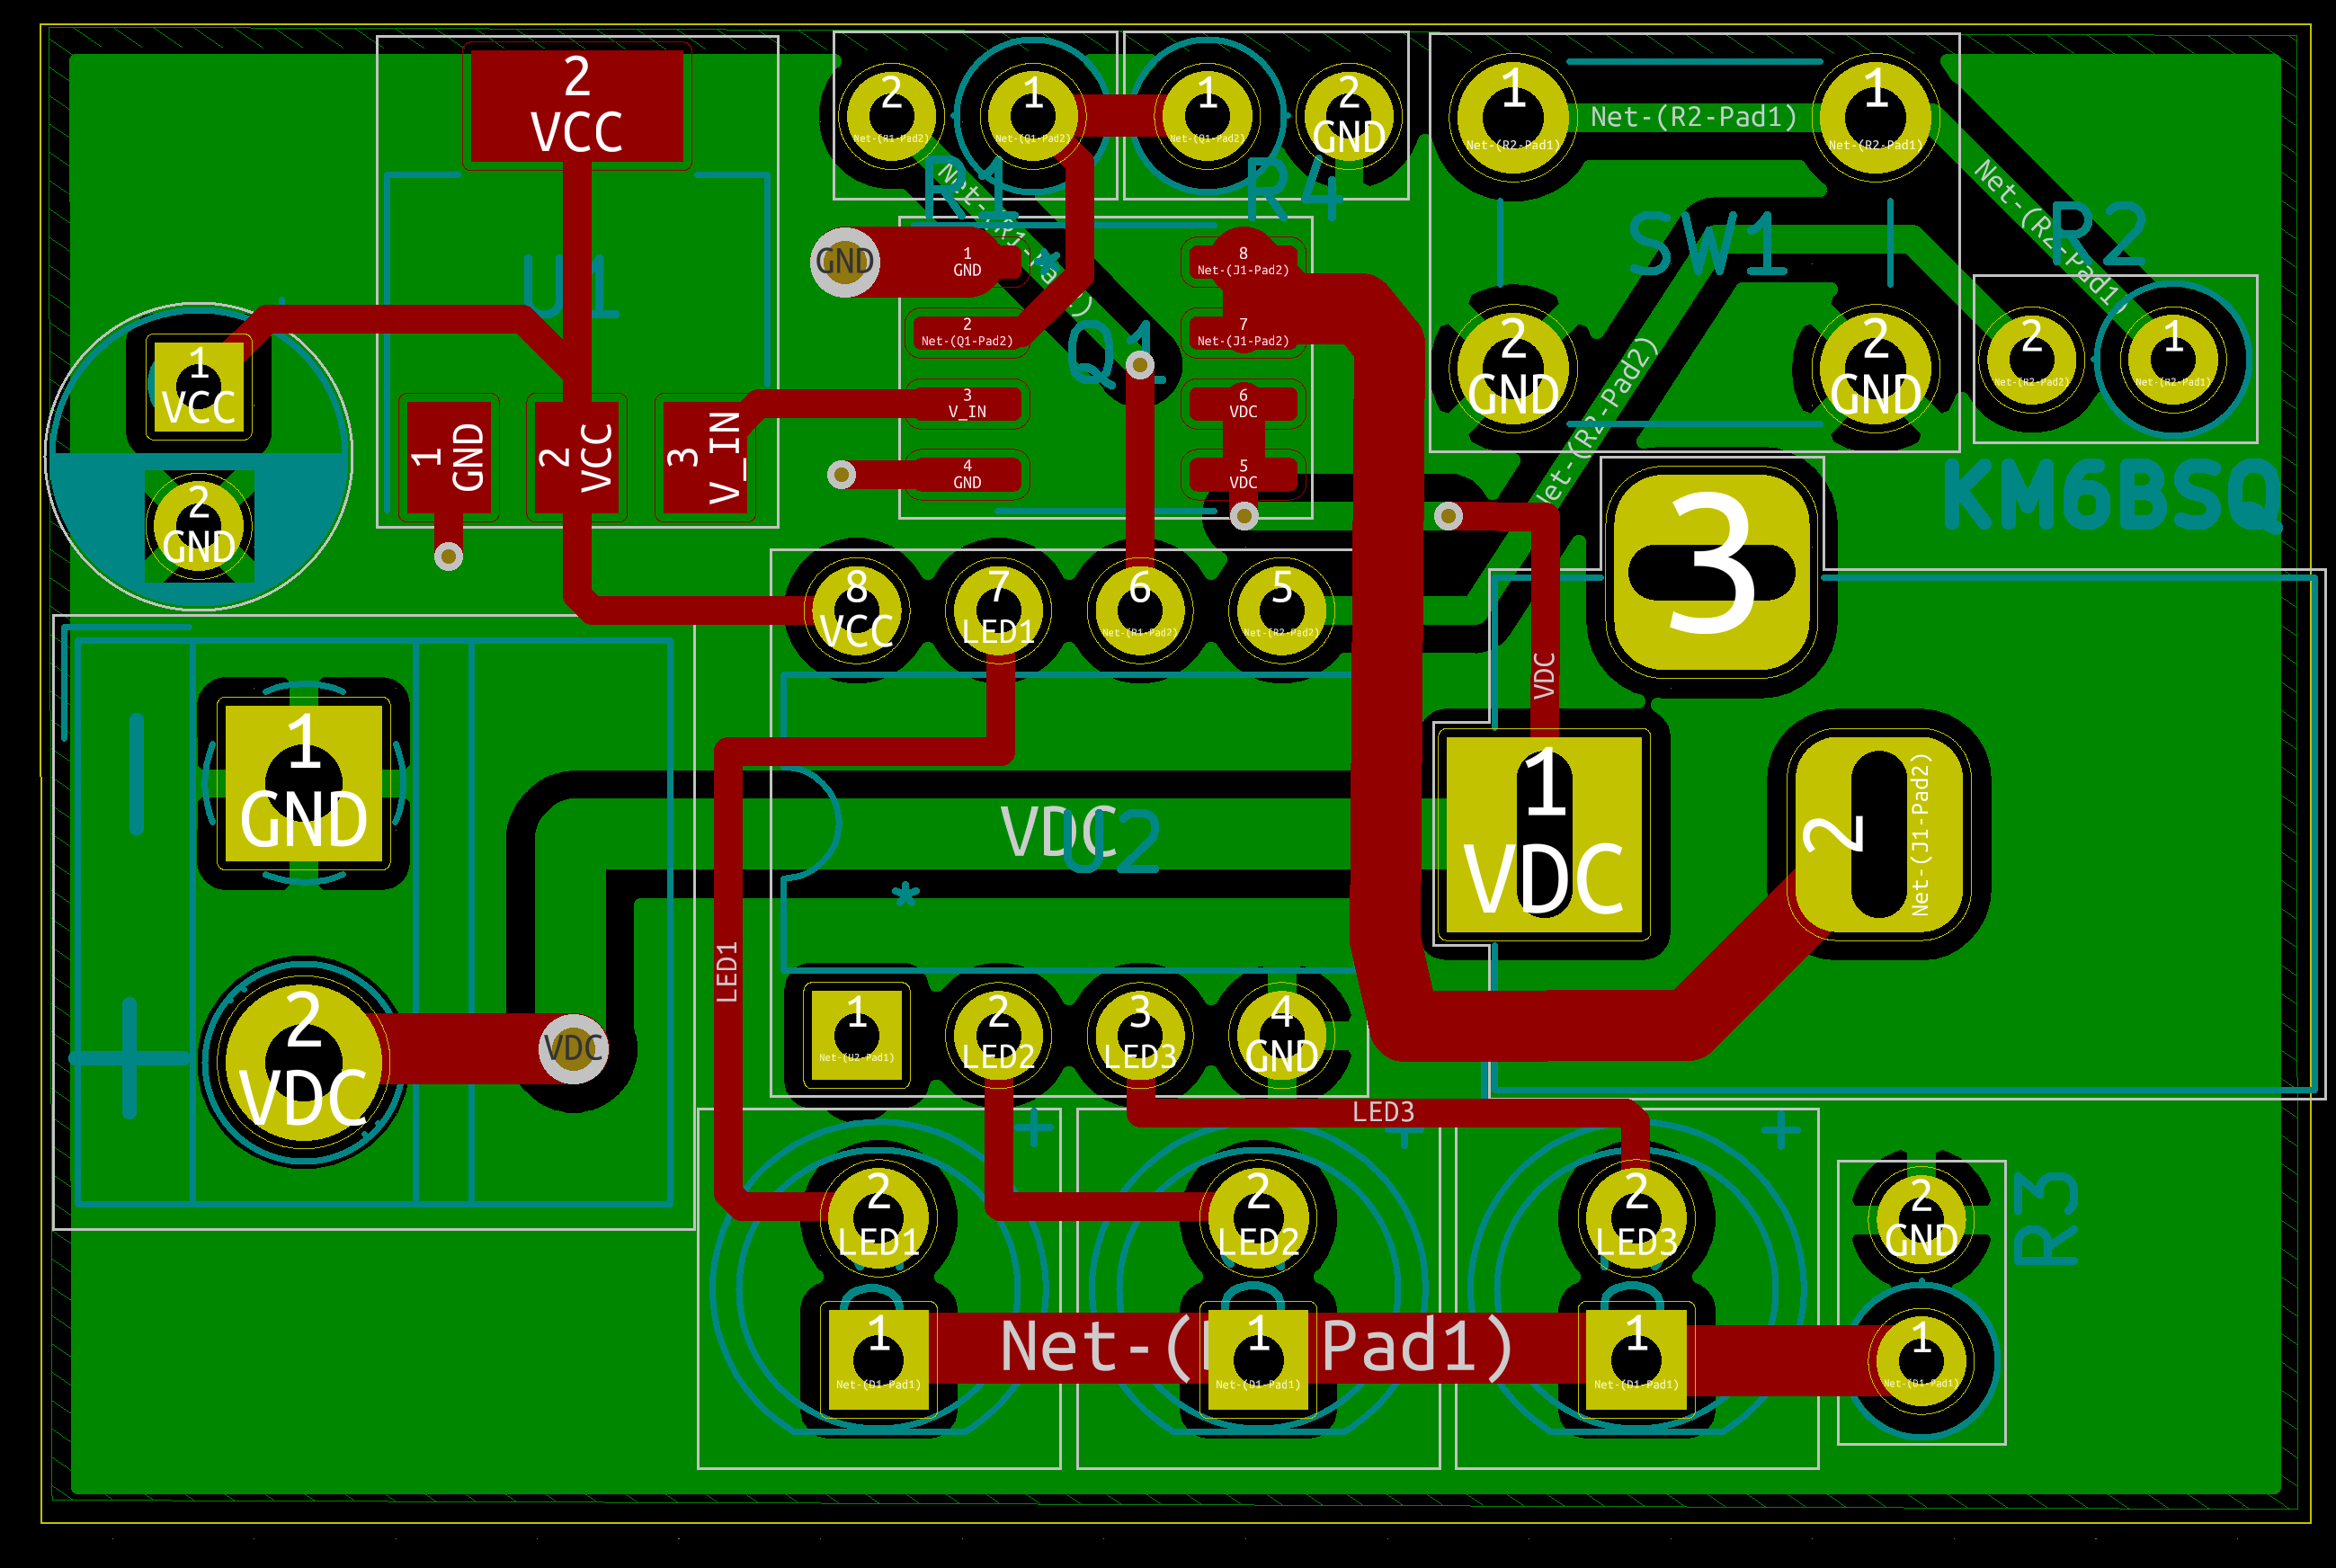 2
VCC
2
Net-(R1-Pad2)
1
Net-(Q1-Pad2)
1
Net-(Q1-Pad2)
2
GND
1
Net-(R2-Pad1)
Net-(R2-Pad1)
1
Net-(R2-Pad1)
R1
R4
Net-(R2-Pad1)
SW1
R2
U1
GND
1
GND
*
8
Net-(J1-Pad2)
2
Net-(Q1-Pad2)
Q1
7
Net-(J1-Pad2)
1
VCC
2
GND
2
GND
2
Net-(R2-Pad2)
1
Net-(R2-Pad1)
Net-(R2-Pad2)
3
V_IN
6
VDC
1
GND
2
VCC
3
V_IN
4
GND
5
VDC
KM6BSQ
2
GND
3
8
VCC
7
LED1
6
Net-(R1-Pad2)
5
Net-(R2-Pad2)
VDC
1
GND
VDC
U2
*
1
VDC
2
Net-(J1-Pad2)
LED1
2
VDC
VDC
+
1
Net-(U2-Pad1)
2
LED2
3
LED3
4
GND
LED3
+
+
+
2
LED1
2
LED2
2
LED3
2
GND
R3
1
Net-(D1-Pad1)
1
Net-(D1-Pad1)
1
Net-(D1-Pad1)
1
Net-(D1-Pad1)